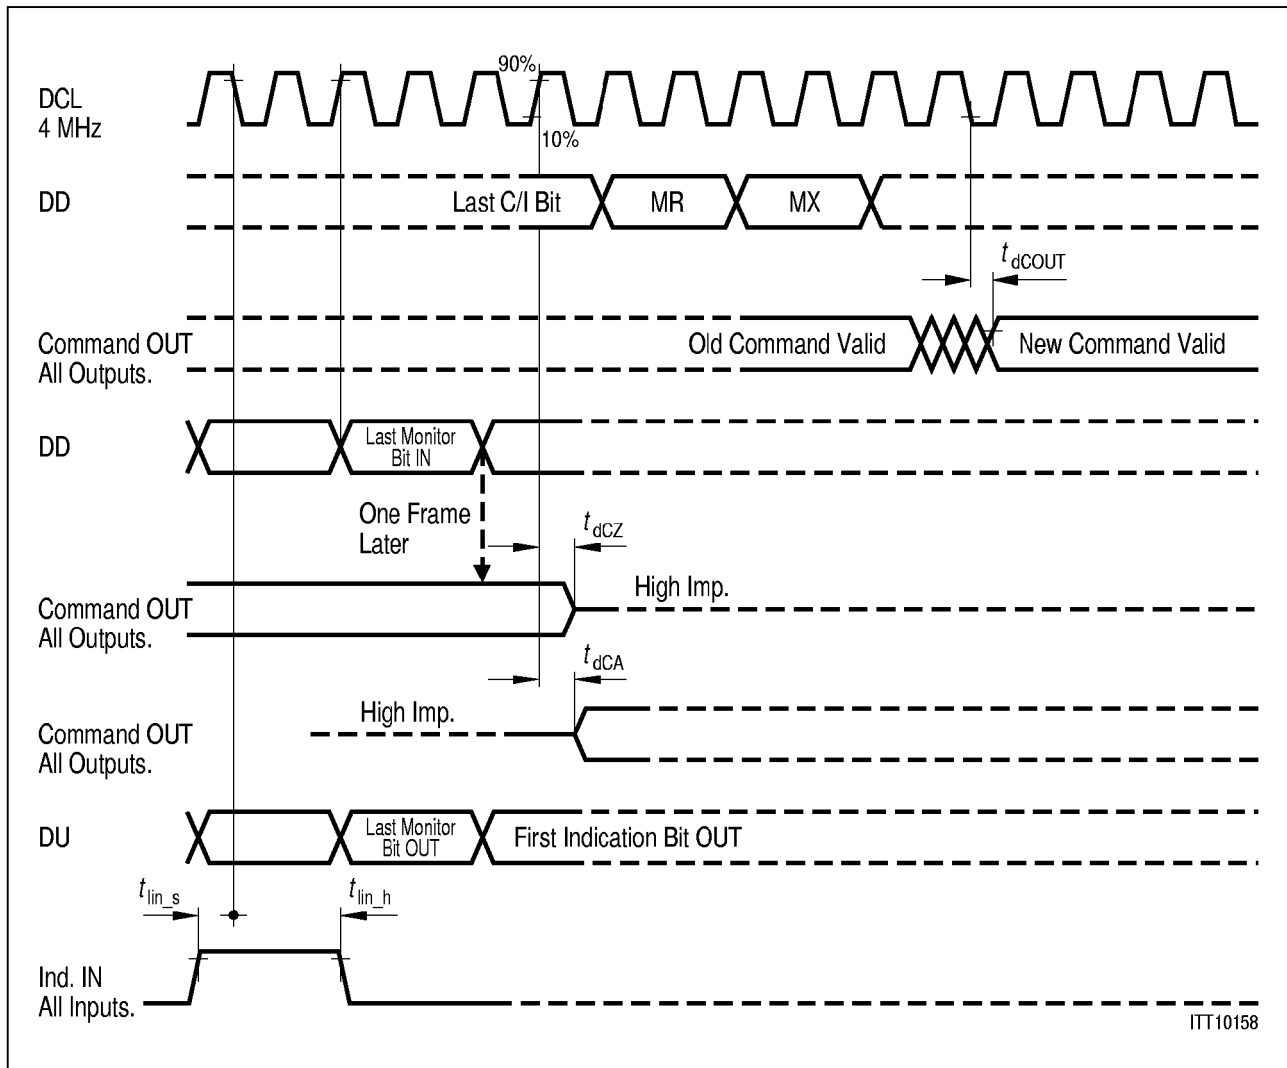 90%
DCL
4 MHz
10%
DD
Last C/I Bit
MR
MX
t dCOUT
Command OUT
All Outputs.
Old Command Valid
New Command Valid
DD
Last Monitor
Bit IN
One Frame
Later
t dCZ
High Imp.
Command OUT
All Outputs.
t dCA
High Imp.
Command OUT
All Outputs.
DU
Last Monitor
Bit OUT
First Indication Bit OUT
t Iin_s
t Iin_h
Ind. IN
All Inputs.
ITT10158